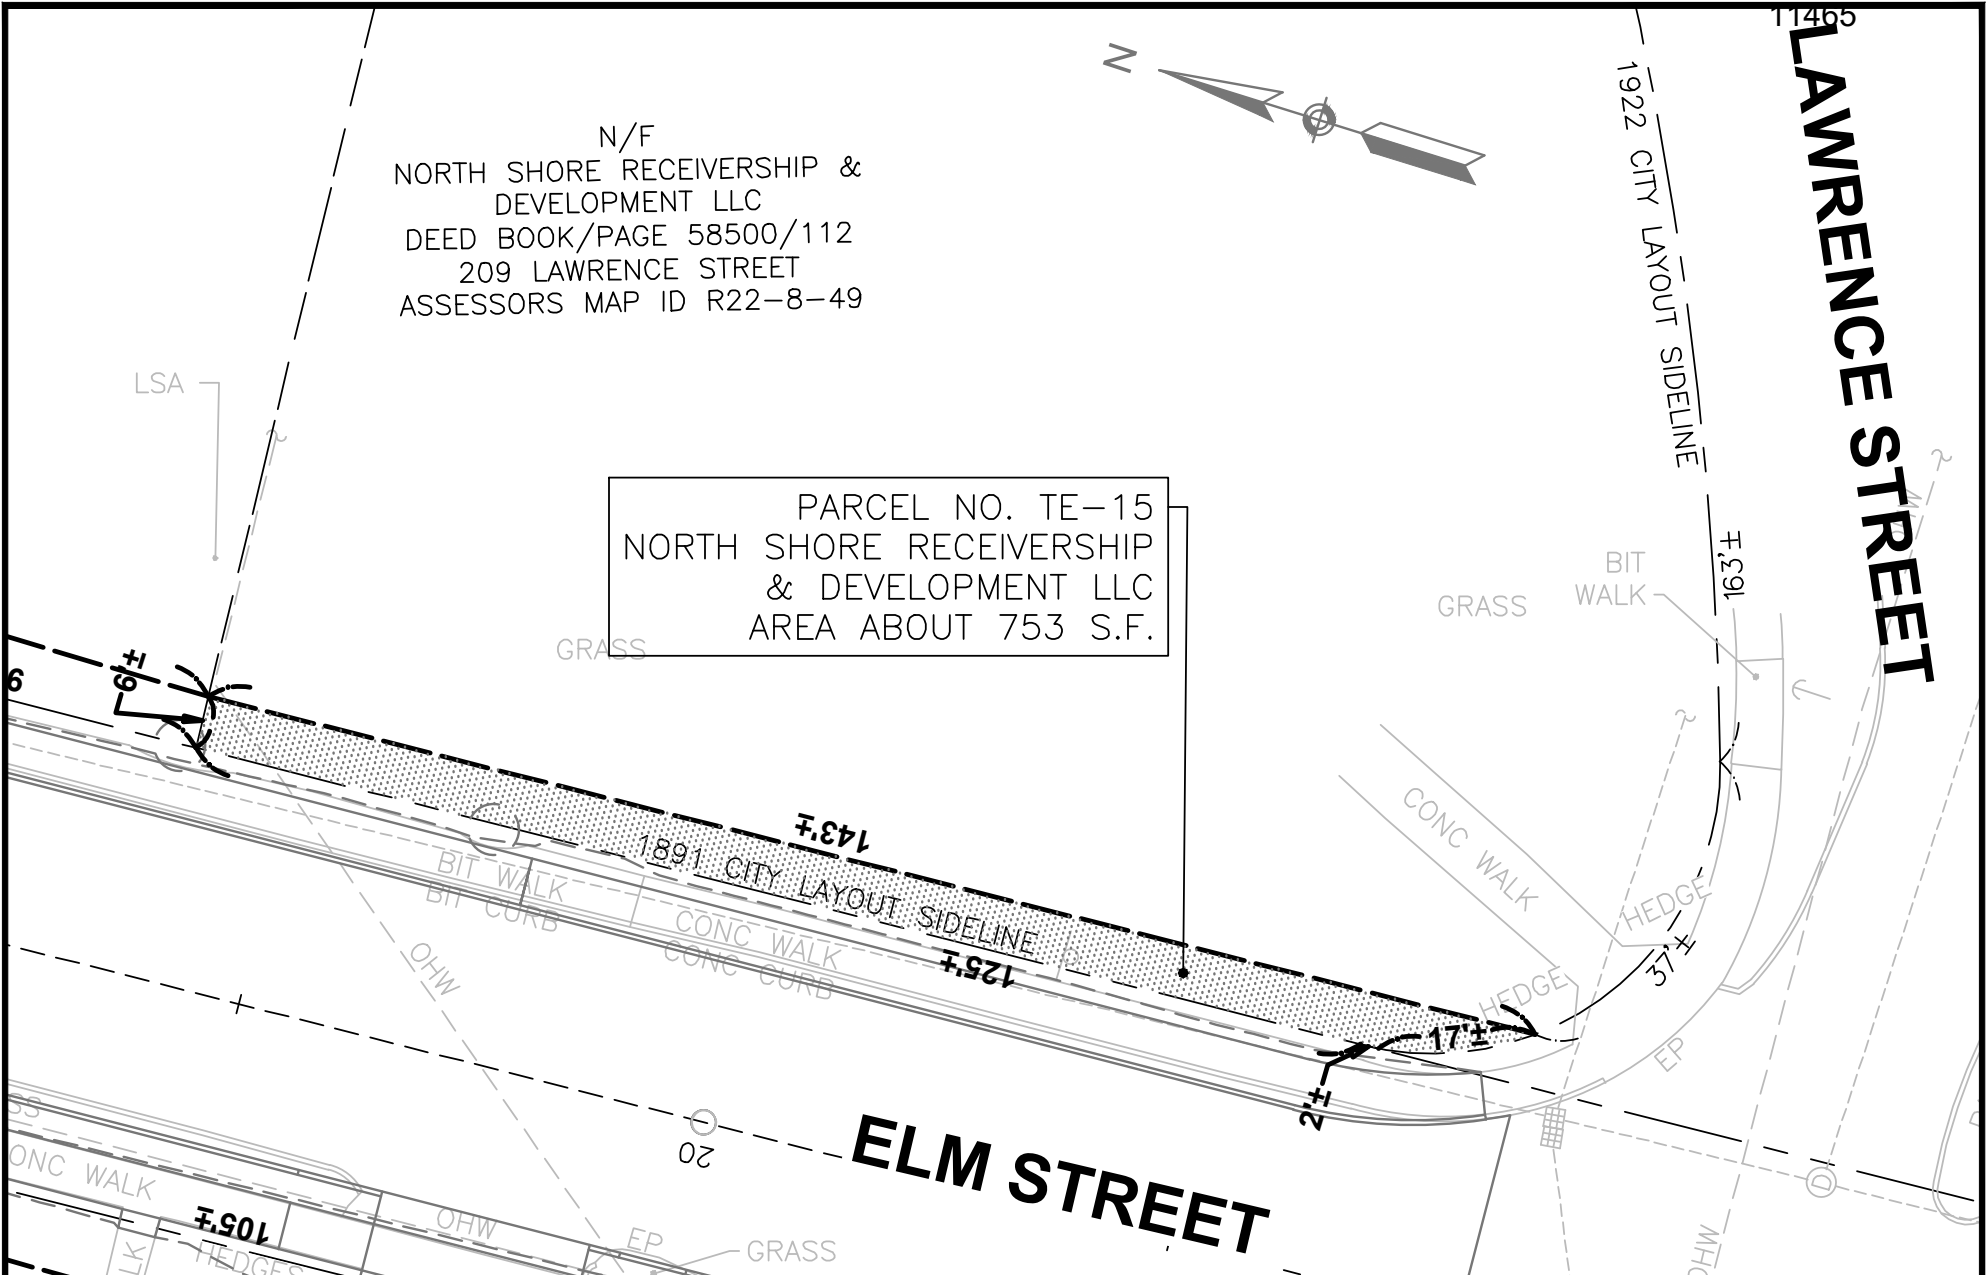 11465
LAWRENCE STREET
N
1922 CITY LAYOUT SIDELINE
N/F
NORTH SHORE RECEIVERSHIP &
DEVELOPMENT LLC
DEED BOOK/PAGE 58500/112
209 LAWRENCE STREET
ASSESSORS MAP ID R22-8-49
LSA
PARCEL NO. TE-15
NORTH SHORE RECEIVERSHIP
& DEVELOPMENT LLC
AREA ABOUT 753 S.F.
GRASS
GRASS
BIT
WALK
163'±
6'±
9
143'±
1891 CITY LAYOUT SIDELINE
125'±
BIT WALK
BIT CURB
CONC WALK
CONC CURB
OHW
CONC WALK
HEDGE
HEDGE
37'±
17'±
2'±
EP
20
ELM STREET
D
OHW
ONC WALK
105'±
HEDGES
OHW
EP
GRASS